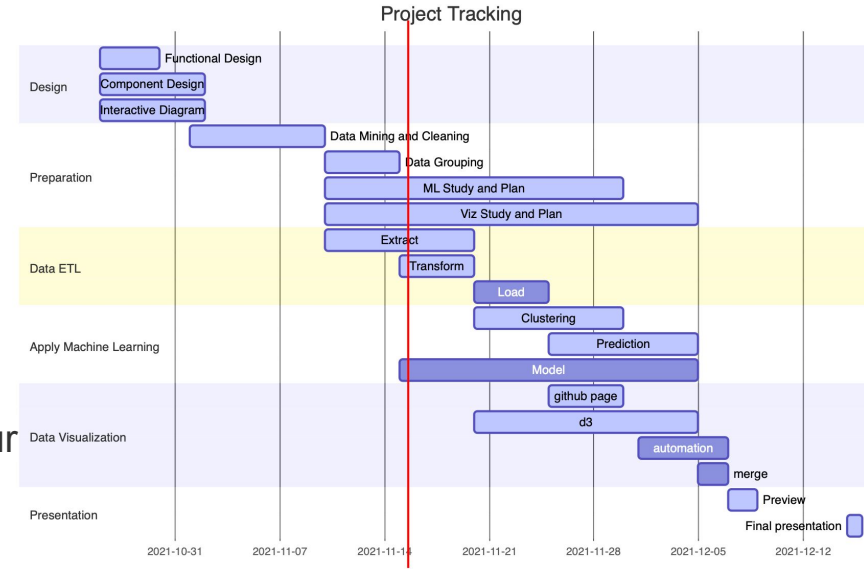 Project Tracking
Design
Functional Design
Component Design
Interactive Diagram
Preparation
Data Mining and Cleaning
Data Grouping
ML Study and Plan
Viz Study and Plan
Data ETL
Extract
Transform
Load
Apply Machine Learning
Clustering
Prediction
Model
ur
Data Visualization
github page
d3
automation
merge
Presentation
Preview
Final presentation
2021-10-31 2021-11-07 2021-11-14 2021-11-21 2021-11-28 2021-12-05 2021-12-12